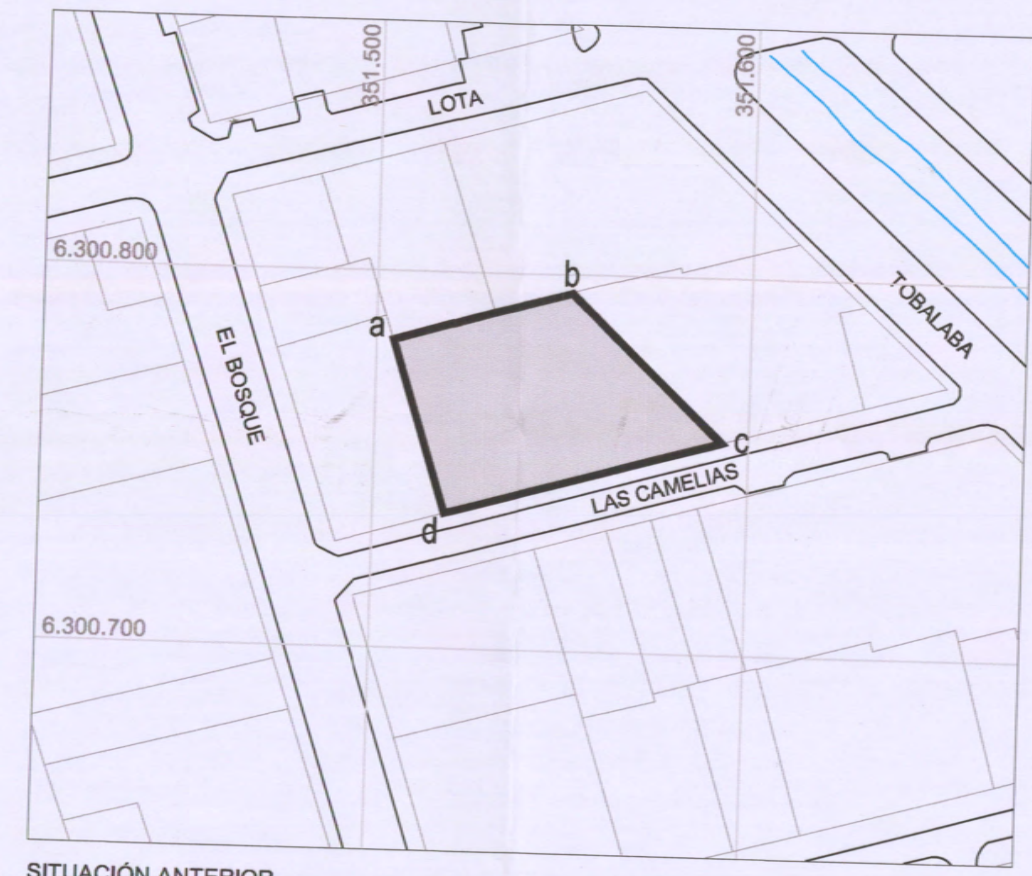 351.500
351.600
LOTA
6.300.800
b
a
TOBALABA
EL BOSQUE
c
LAS CAMELIAS
d
6.300.700
SITUACIÓN ANTERIOR